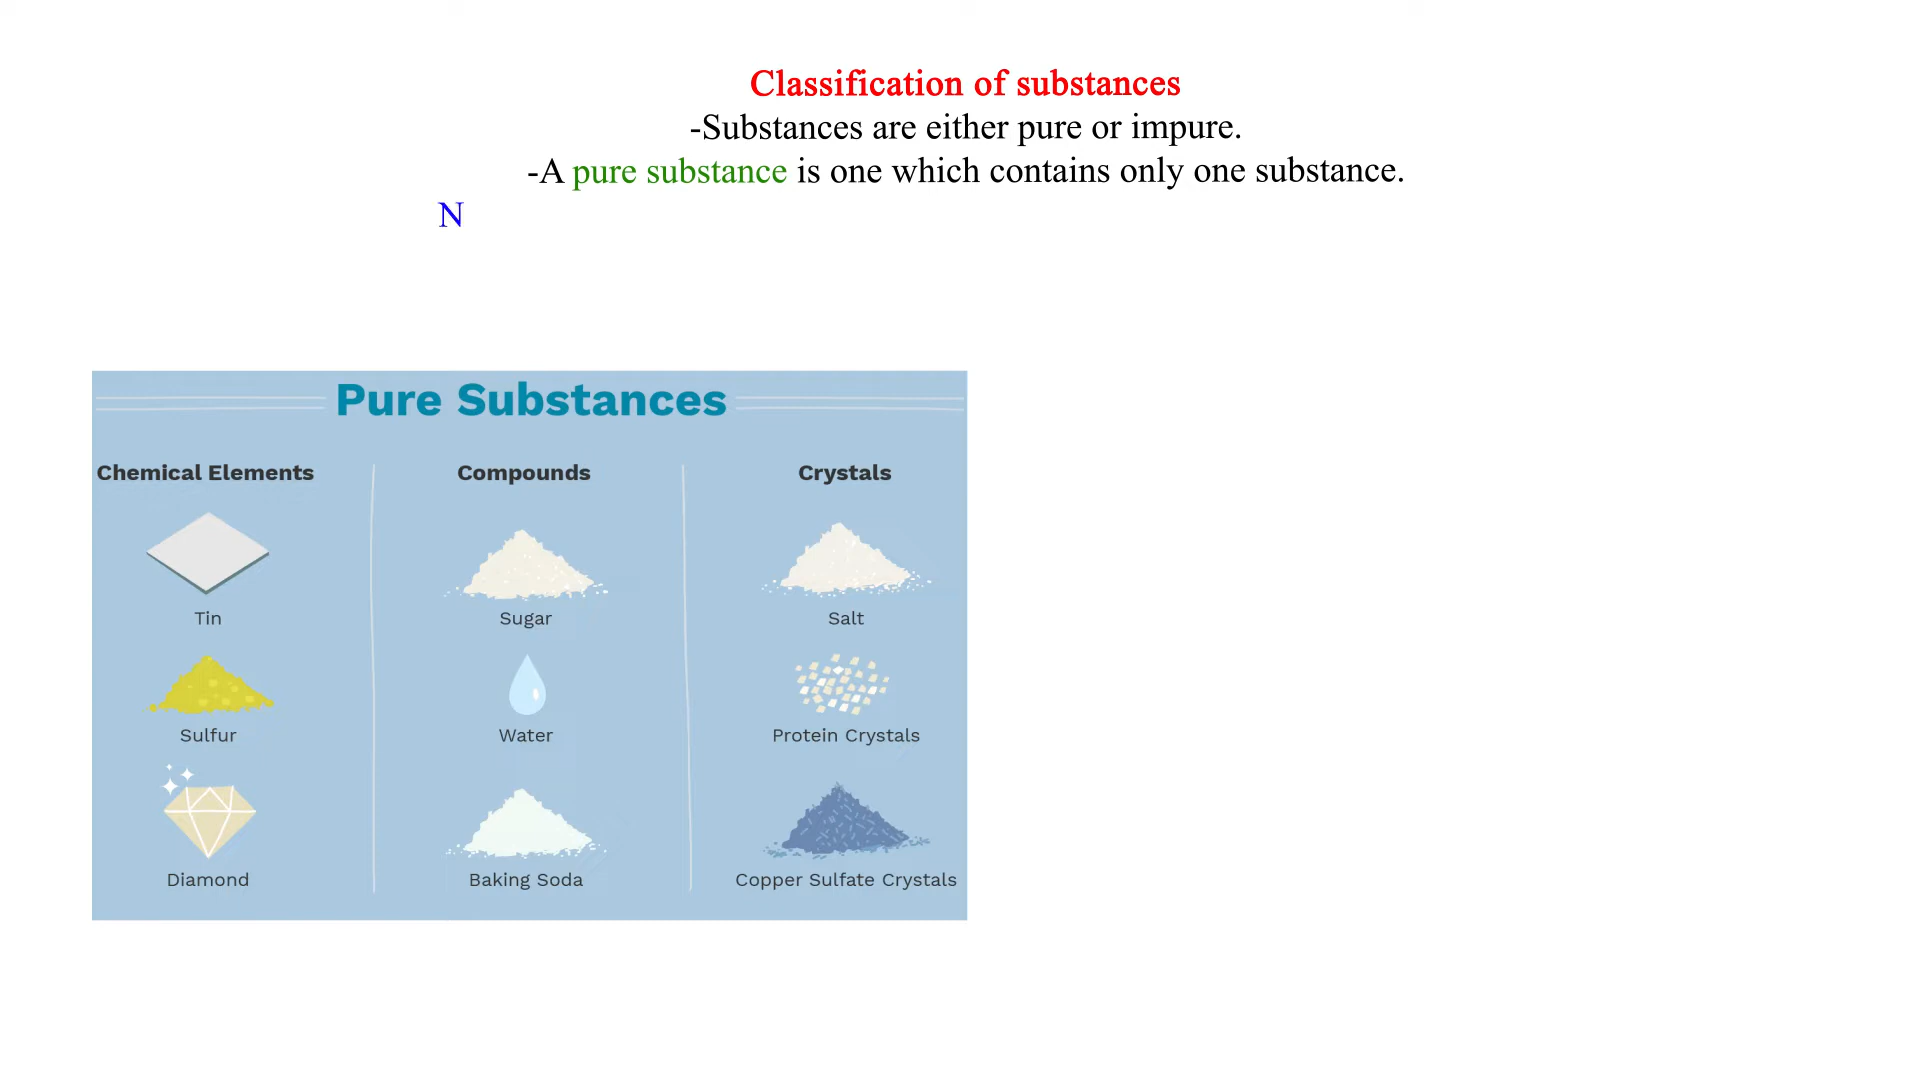 Classification of substances
-Substances are either pure or impure.
-A pure substance is one which contains only one substance.
N
Pure Substances
Chemical Elements
Compounds
Crystals
Tin
Sugar
Salt
Sulfur
Water
Protein Crystals
Diamond
Baking Soda
Copper Sulfate Crystals